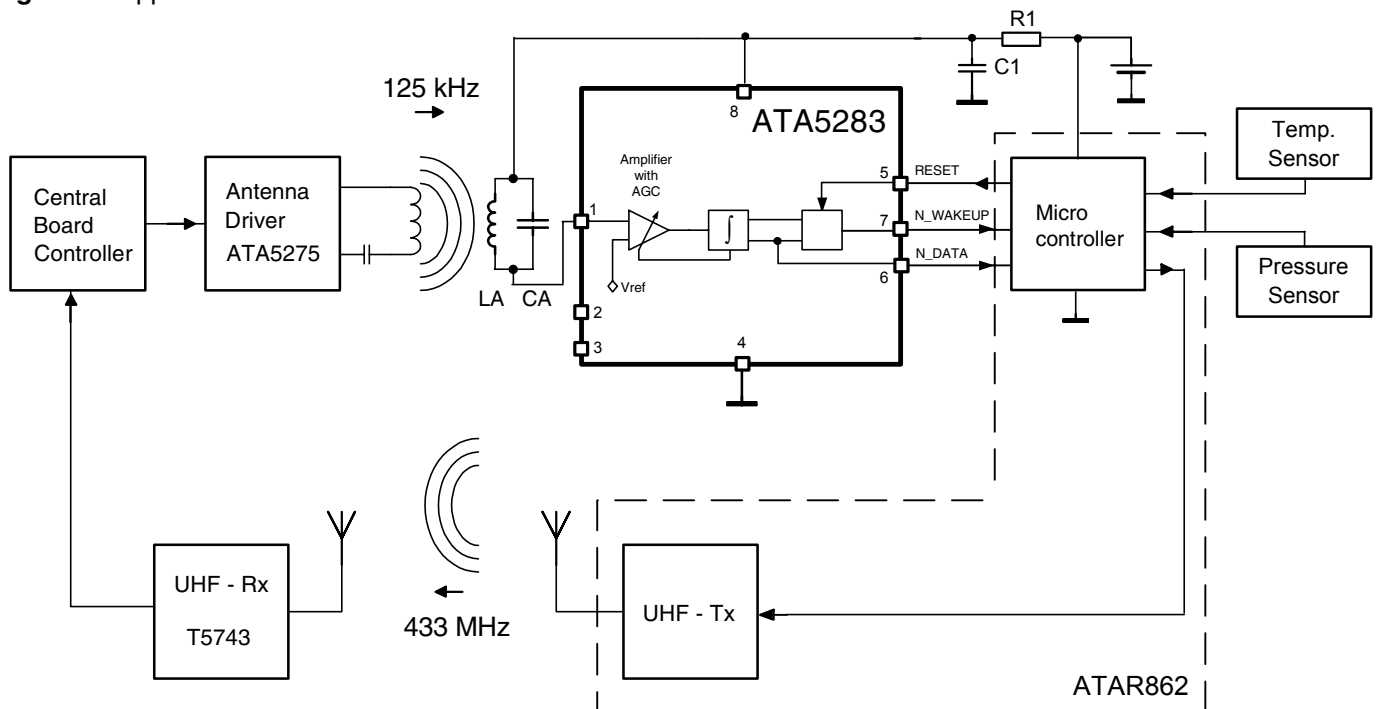 R1
C1
125 kHz
8
ATA5283
Temp.
Sensor
Central
Board
Controller
Antenna
Driver
ATA5275
Amplifier
with
AGC
1
∫
5
RESET
7
N_WAKEUP
N_DATA
6
Micro
controller
Pressure
Sensor
LA
CA
Vref
2
3
4
UHF - Rx
T5743
433 MHz
UHF - Tx
ATAR862